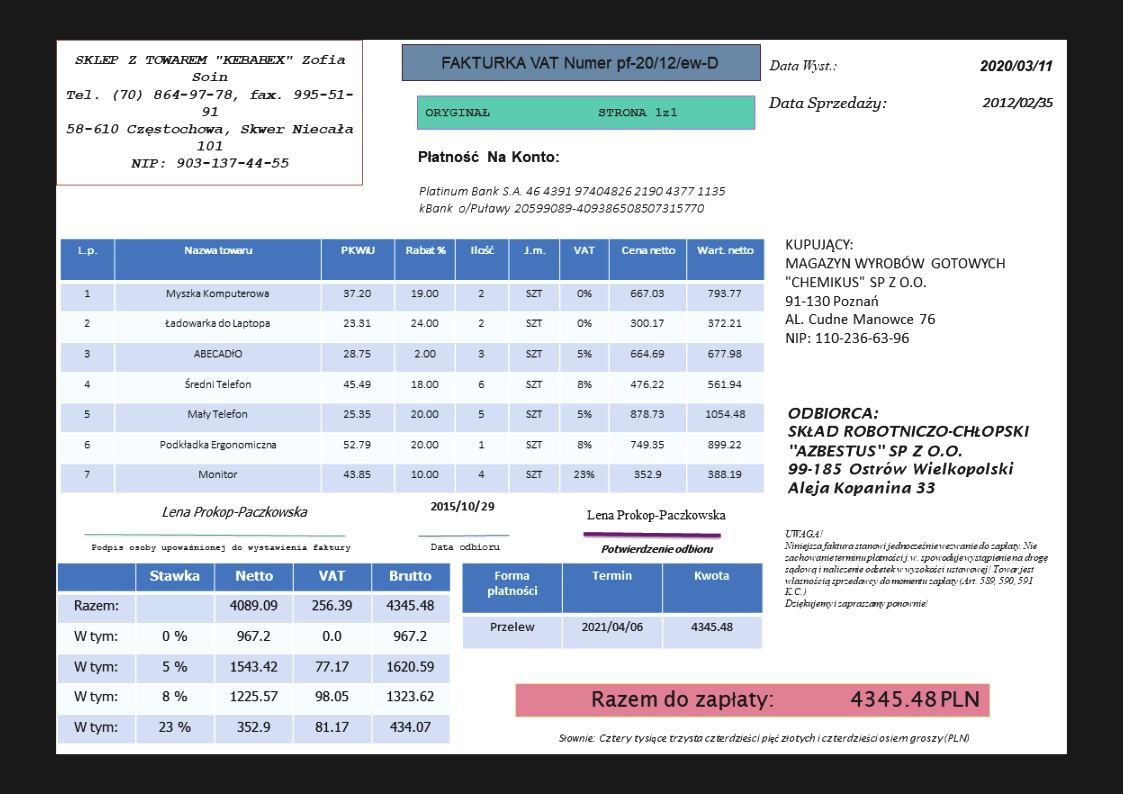 SKLEP Z TOWAREM "KEBABEX" Zofia
Soin
Tel. (70) 864-97-78, fax. 995-51-
91
58-610 Częstochowa, Skwer Niecała
101
NIP: 903-137-44-55
FAKTURKA VAT Numer pf-20/12/ew-D
ORYGINAŁ STRONA 1z1
Data Wyst.: 2020/03/11
Data Sprzedaży: 2012/02/35
Płatność Na Konto:
Platinum Bank S.A. 46 4391 97404826 2190 4377 1135
kBank o/Puławy 20599089-409386508507315770
L.p. Nazwa towaru PKWiU Rabat % Ilość J.m. VAT Cena netto Wart. netto
1 Myszka Komputerowa 37.20 19.00 2 SZT 0% 667.03 793.77
2 Ładowarka do Laptopa 23.31 24.00 2 SZT 0% 300.17 372.21
3 ABECADŁO 28.75 2.00 3 SZT 5% 664.69 677.98
4 Średni Telefon 45.49 18.00 6 SZT 8% 476.22 561.94
5 Mały Telefon 25.35 20.00 5 SZT 5% 878.73 1054.48
6 Podkładka Ergonomiczna 52.79 20.00 1 SZT 8% 749.35 899.22
7 Monitor 43.85 10.00 4 SZT 23% 352.9 388.19
KUPUJĄCY:
MAGAZYN WYROBÓW GOTOWYCH
"CHEMIKUS" SP Z O.O.
91-130 Poznań
AL. Cudne Manowce 76
NIP: 110-236-63-96
ODBIORCA:
SKŁAD ROBOTNICZO-CHŁOPSKI
"AZBESTUS" SP Z O.O.
99-185 Ostrów Wielkopolski
Aleja Kopanina 33
Lena Prokop-Paczkowska
Podpis osoby upoważnionej do wystawienia faktury
2015/10/29
Data odbioru
Lena Prokop-Paczkowska
Potwierdzenie odbioru
UWAGA!
Niniejsza faktura stanowi jednocześnie wezwanie do zapłaty. Nie
zachowanie terminu płatności j.w. spowoduje wystąpienie na drogę
sądową i naliczenie odsetek w wysokości ustawowej! Towar jest
własnością sprzedawcy do momentu zapłaty (Art. 589, 590, 591
K.C.)
Dziękujemy i zapraszamy ponownie!
Stawka Netto VAT Brutto
Razem: 4089.09 256.39 4345.48
W tym: 0 % 967.2 0.0 967.2
W tym: 5 % 1543.42 77.17 1620.59
W tym: 8 % 1225.57 98.05 1323.62
W tym: 23 % 352.9 81.17 434.07
Forma
płatności Termin Kwota
Przelew 2021/04/06 4345.48
Razem do zapłaty: 4345.48 PLN
Słownie: Cztery tysiące trzysta czterdzieści pięć złotych i czterdzieści osiem groszy (PLN)